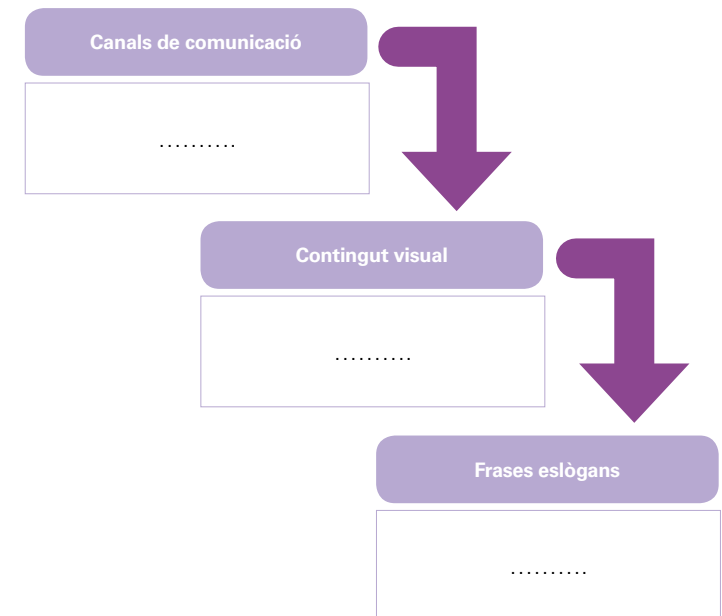 Canals de comunicació
..........
Contingut visual
..........
Frases eslògans
..........